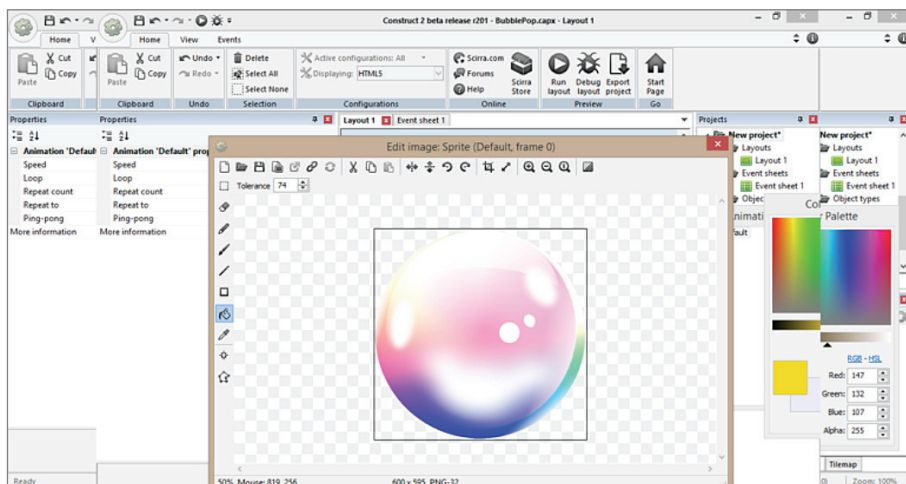 Construct 2 beta release r201 - BubblePop.capx - Layout 1
Home V Home View Events
Cut Cut Undo Delete Active configurations: All Scirra.com
Copy Copy Redo Select All Displaying: HTML5 Forums
Paste Paste Select None Help Scirra Store Run layout Debug layout Export project Start Page
Clipboard Clipboard Undo Selection Configurations Online Preview Go
Properties Properties Layout 1 Event sheet 1 Projects
Animation 'Defaul Animation 'Default' prop Edit image: Sprite (Default, frame 0) New project* New project*
Speed Speed Layouts Layouts
Loop Loop Layout 1 Layout 1
Repeat count Repeat count Tolerance 74 Event sheets Event sheets
Repeat to Repeat to Event sheet 1 Event sheet 1
Ping-pong Ping-pong Object typ Object types
More information More information Co Palette
Animati
fault
RGB - HSL
Red: 147
Green: 132
Blue: 107
Alpha: 255
Tilemap
Ready 50% Mouse: 819, 256 600 x 595, PNG-32 Zoom: 100%